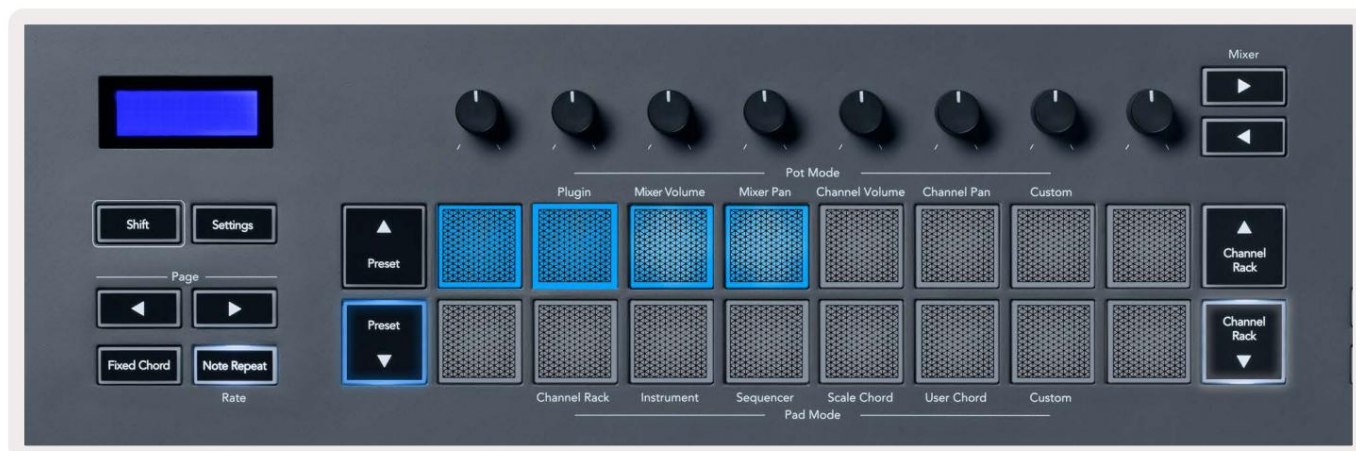 Mixer
Pot Mode
Plugin
Mixer Volume
Mixer Pan
Channel Volume
Channel Pan
Custom
Shift
Settings
Preset
Channel
Rack
Page
Preset
Channel
Rack
Fixed Chord
Note Repeat
Rate
Channel Rack
Instrument
Sequencer
Scale Chord
User Chord
Custom
Pad Mode